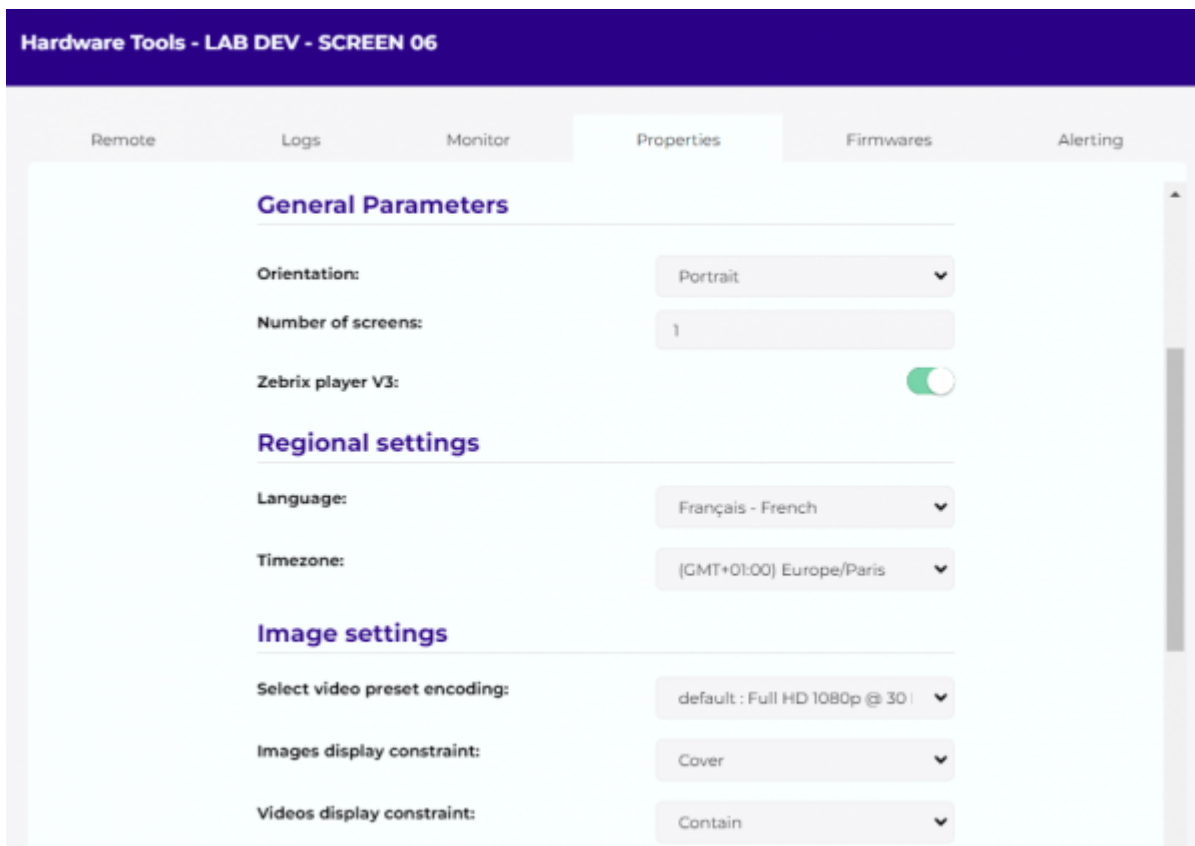 Hardware Tools - LAB DEV - SCREEN 06
Remote Logs Monitor Properties Firmwares Alerting
General Parameters
Orientation: Portrait
Number of screens: 1
Zebrix player V3:
Regional settings
Language: Français - French
Timezone: (GMT+01:00) Europe/Paris
Image settings
Select video preset encoding: default : Full HD 1080p @ 30
Images display constraint: Cover
Videos display constraint: Contain